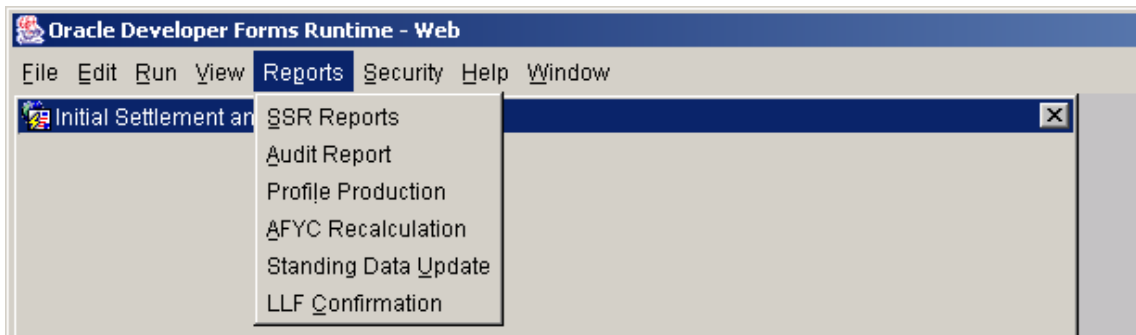 Oracle Developer Forms Runtime - Web
File Edit Run View Reports Security Help Window
Initial Settlement an
SSR Reports
Audit Report
Profile Production
AFYC Recalculation
Standing Data Update
LLF Confirmation